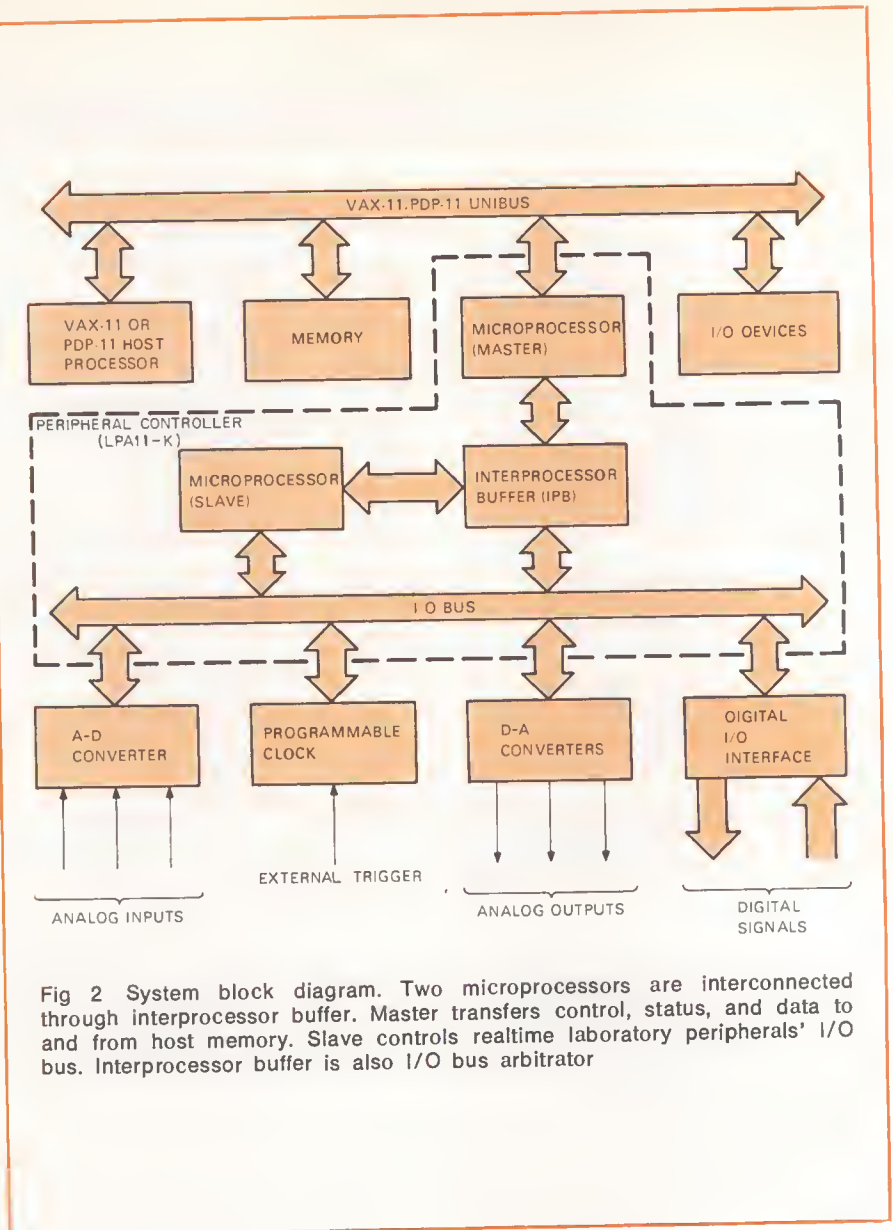 VAX-11.PDP-11 UNIBUS
VAX-11 OR
PDP-11 HOST
PROCESSOR
MEMORY
MICROPROCESSOR
(MASTER)
I/O OEVICES
PERIPHERAL CONTROLLER
(LPA11-K)
MICROPROCESSOR
(SLAVE)
INTERPROCESSOR
BUFFER (IPB)
I O BUS
A-D
CONVERTER
PROGRAMMABLE
CLOCK
D-A
CONVERTERS
OIGITAL
I/O
INTERFACE
EXTERNAL TRIGGER
ANALOG INPUTS
ANALOG OUTPUTS
DIGITAL
SIGNALS
Fig 2 System block diagram. Two microprocessors are interconnected
through interprocessor buffer. Master transfers control, status, and data to
and from host memory. Slave controls realtime laboratory peripherals' I/O
bus. Interprocessor buffer is also I/O bus arbitrator